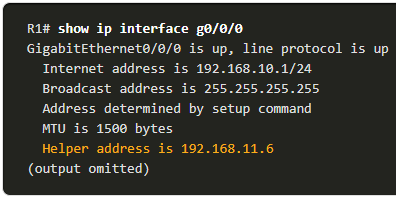 R1# show ip interface g0/0/0
GigabitEthernet0/0/0 is up, line protocol is up
Internet address is 192.168.10.1/24
Broadcast address is 255.255.255.255
Address determined by setup command
MTU is 1500 bytes
Helper address is 192.168.11.6
(output omitted)